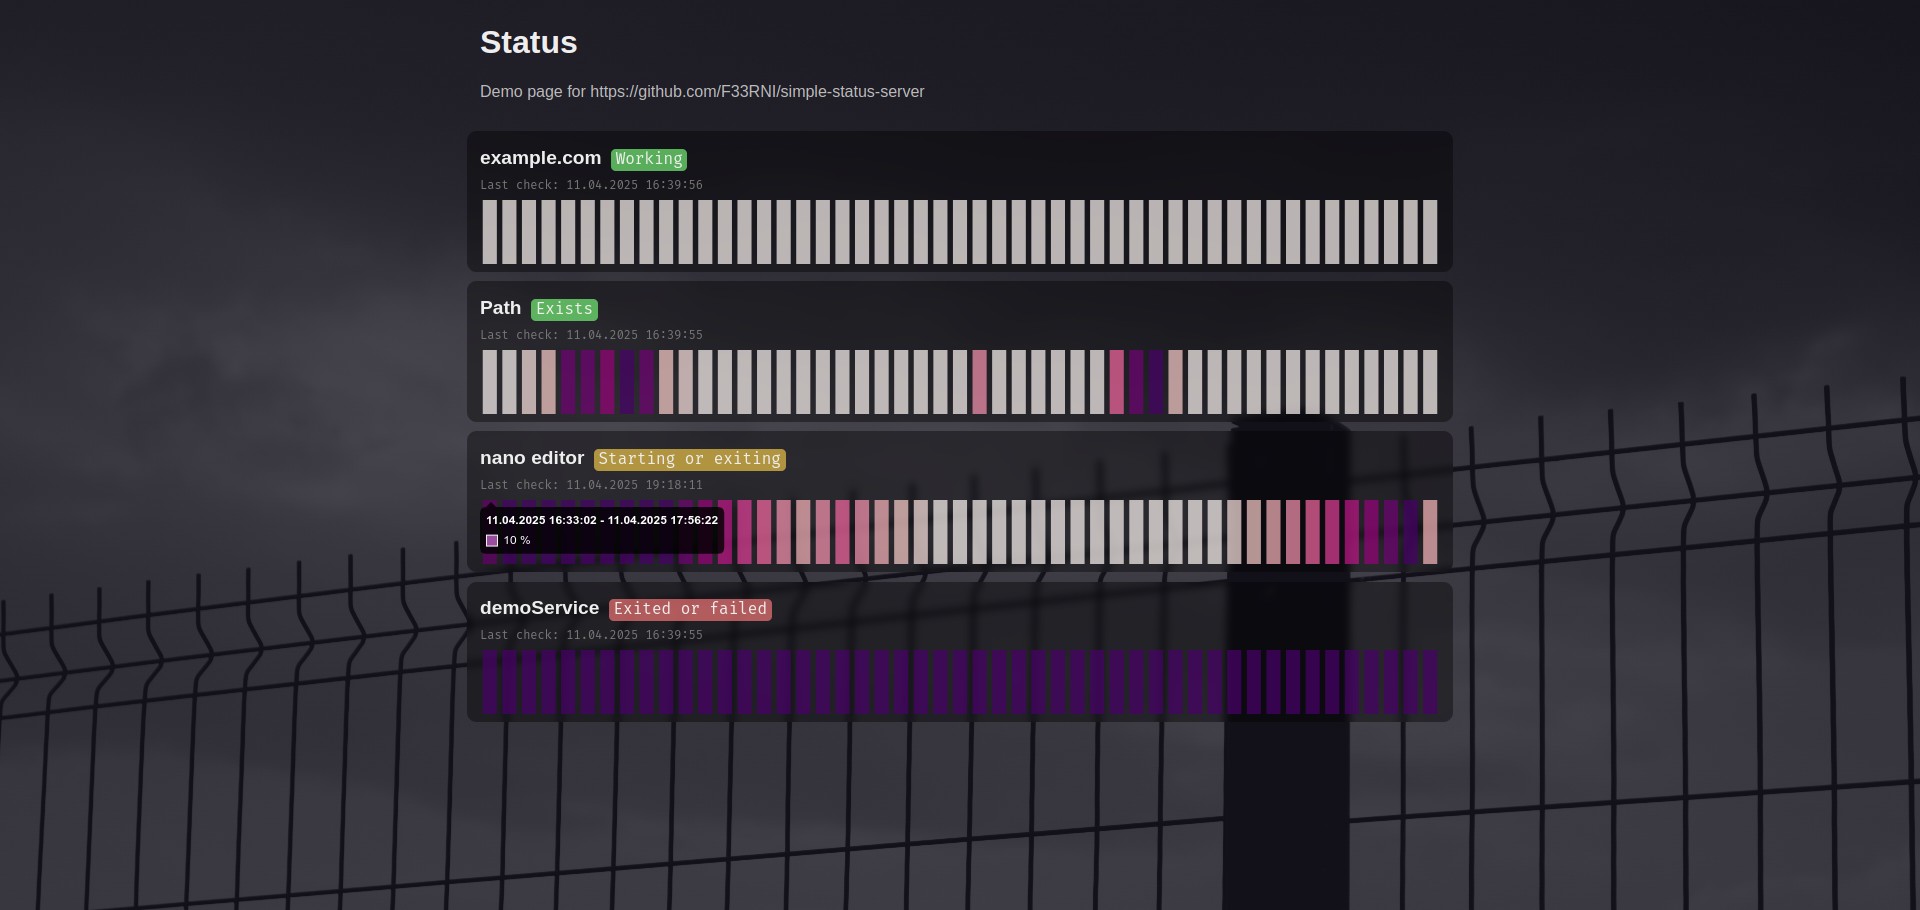 Status
Demo page for https://github.com/F33RNI/simple-status-server
example.com Working
Last check: 11.04.2025 16:39:56
Path Exists
Last check: 11.04.2025 16:39:55
nano editor Starting or exiting
Last check: 11.04.2025 19:18:11
11.04.2025 16:33:02 - 11.04.2025 17:56:22
10 %
demoService Exited or failed
Last check: 11.04.2025 16:39:55